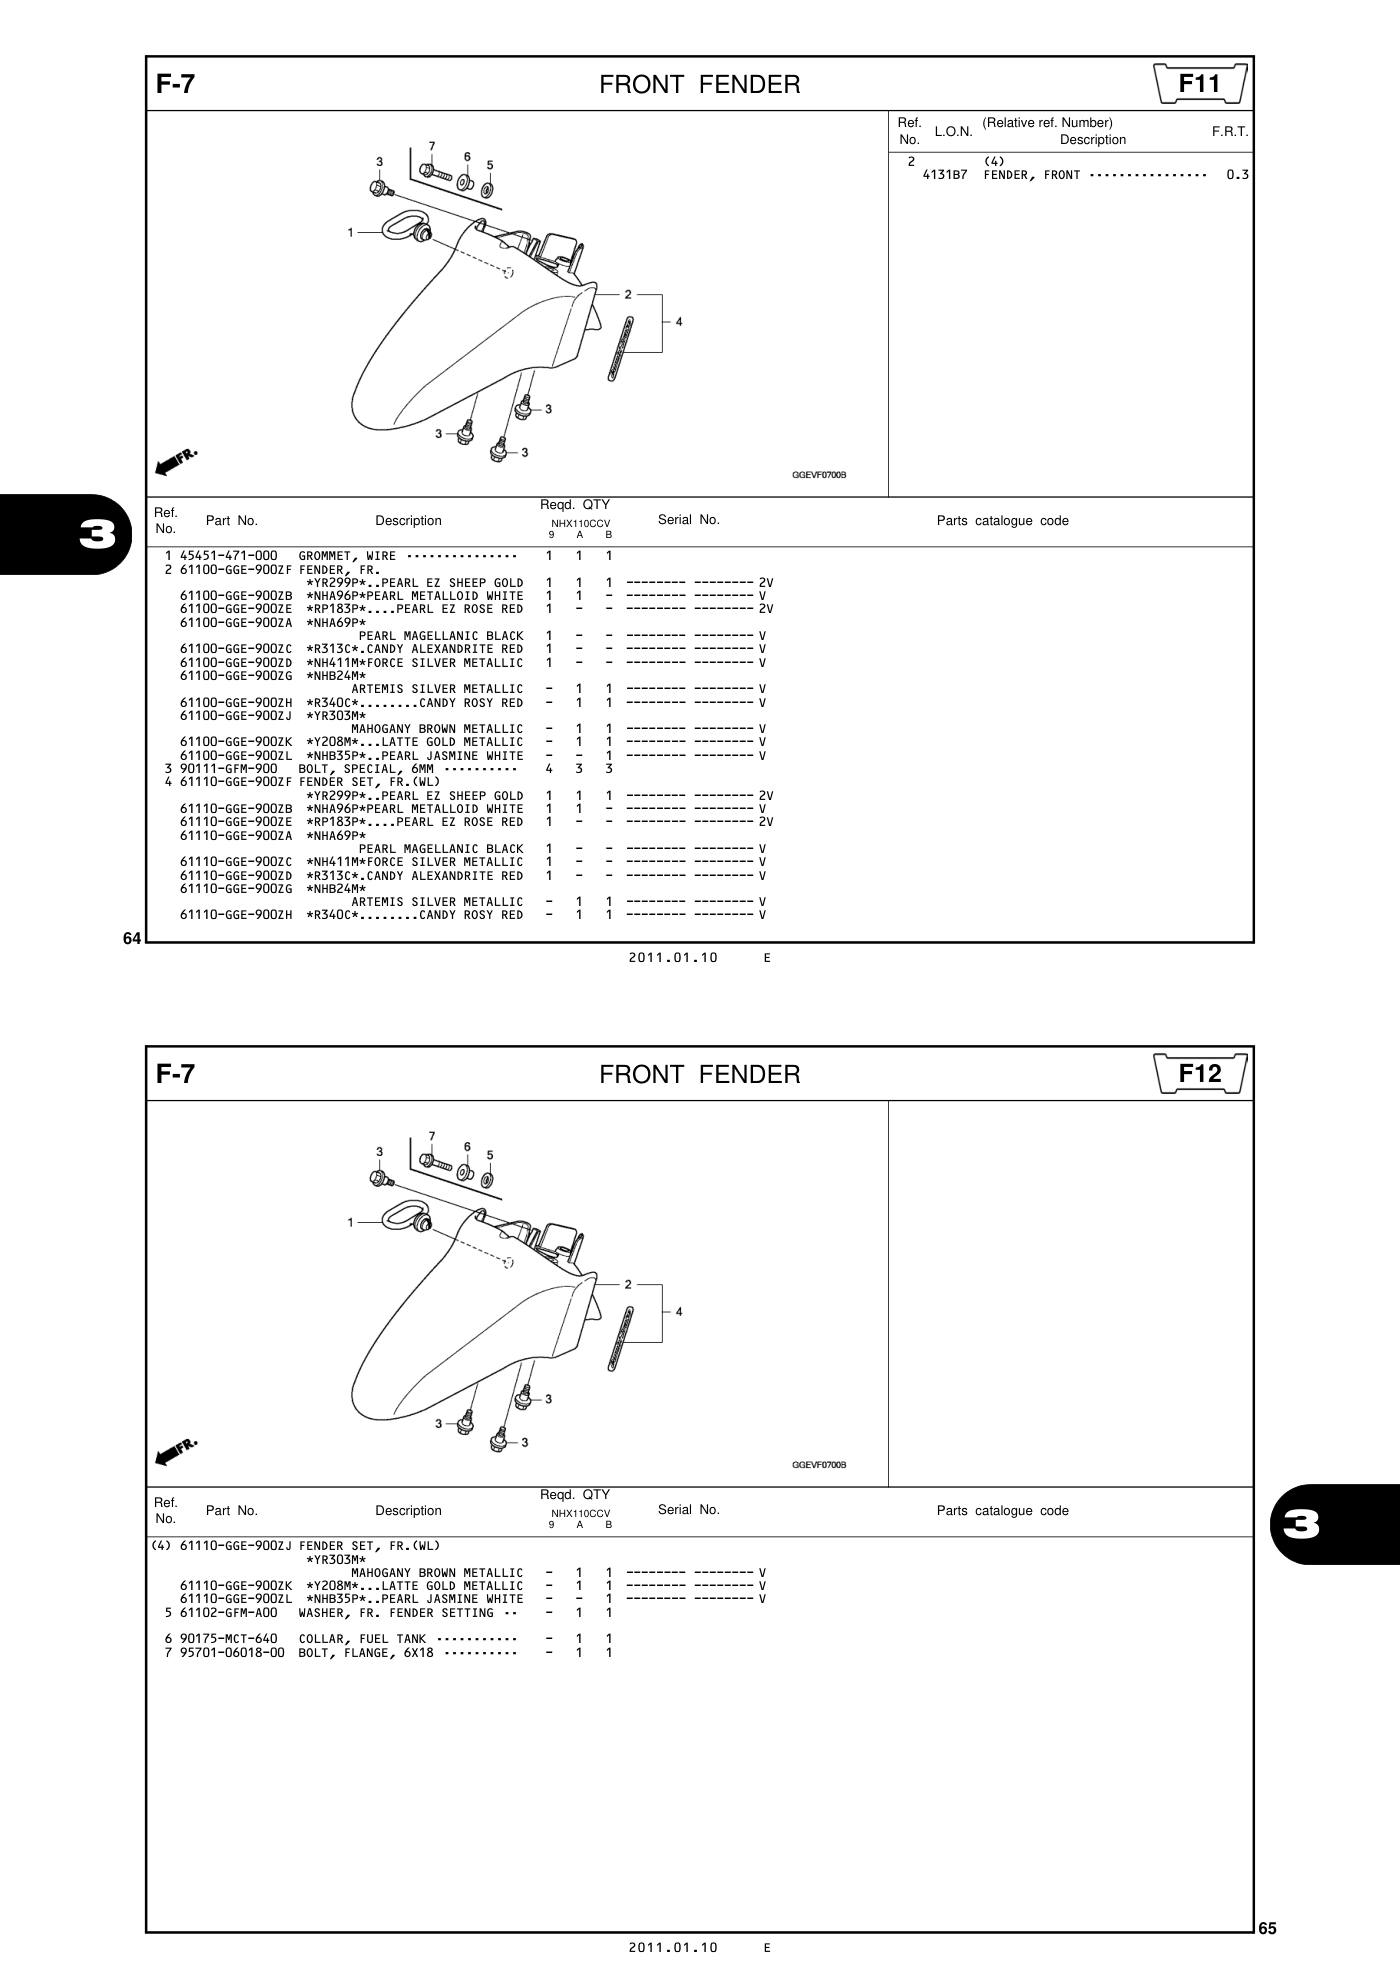 F-7 FRONT FENDER F11
Ref. No. L.O.N. (Relative ref. Number) Description F.R.T.
2 (4)
4131B7 FENDER, FRONT ---------------- 0.3
7
6
5
3
1
2
4
3
3
3
FR.
GGEVF0700B
3
Ref. No. Part No. Description Reqd. QTY NHX110CCV 9 A B Serial No. Parts catalogue code
1 45451-471-000 GROMMET, WIRE --------------- 1 1 1
2 61100-GGE-900ZF FENDER, FR.
*YR299P*..PEARL EZ SHEEP GOLD 1 1 1 -------- -------- 2V
61100-GGE-900ZB *NHA96P*PEARL METALLOID WHITE 1 1 - -------- -------- V
61100-GGE-900ZE *RP183P*....PEARL EZ ROSE RED 1 - - -------- -------- 2V
61100-GGE-900ZA *NHA69P*
PEARL MAGELLANIC BLACK 1 - - -------- -------- V
61100-GGE-900ZC *R313C*.CANDY ALEXANDRITE RED 1 - - -------- -------- V
61100-GGE-900ZD *NH411M*FORCE SILVER METALLIC 1 - - -------- -------- V
61100-GGE-900ZG *NHB24M*
ARTEMIS SILVER METALLIC - 1 1 -------- -------- V
61100-GGE-900ZH *R340C*........CANDY ROSY RED - 1 1 -------- -------- V
61100-GGE-900ZJ *YR303M*
MAHOGANY BROWN METALLIC - 1 1 -------- -------- V
61100-GGE-900ZK *Y208M*...LATTE GOLD METALLIC - 1 1 -------- -------- V
61100-GGE-900ZL *NHB35P*..PEARL JASMINE WHITE - - 1 -------- -------- V
3 90111-GFM-900 BOLT, SPECIAL, 6MM ---------- 4 3 3
4 61110-GGE-900ZF FENDER SET, FR.(WL)
*YR299P*..PEARL EZ SHEEP GOLD 1 1 1 -------- -------- 2V
61110-GGE-900ZB *NHA96P*PEARL METALLOID WHITE 1 1 - -------- -------- V
61110-GGE-900ZE *RP183P*....PEARL EZ ROSE RED 1 - - -------- -------- 2V
61110-GGE-900ZA *NHA69P*
PEARL MAGELLANIC BLACK 1 - - -------- -------- V
61110-GGE-900ZC *NH411M*FORCE SILVER METALLIC 1 - - -------- -------- V
61110-GGE-900ZD *R313C*.CANDY ALEXANDRITE RED 1 - - -------- -------- V
61110-GGE-900ZG *NHB24M*
ARTEMIS SILVER METALLIC - 1 1 -------- -------- V
61110-GGE-900ZH *R340C*........CANDY ROSY RED - 1 1 -------- -------- V
64
2011.01.10 E
F-7 FRONT FENDER F12
7
6
5
3
1
2
4
3
3
3
FR.
GGEVF0700B
Ref. No. Part No. Description Reqd. QTY NHX110CCV 9 A B Serial No. Parts catalogue code
3
(4) 61110-GGE-900ZJ FENDER SET, FR.(WL)
*YR303M*
MAHOGANY BROWN METALLIC - 1 1 -------- -------- V
61110-GGE-900ZK *Y208M*...LATTE GOLD METALLIC - 1 1 -------- -------- V
61110-GGE-900ZL *NHB35P*..PEARL JASMINE WHITE - - 1 -------- -------- V
5 61102-GFM-A00 WASHER, FR. FENDER SETTING -- - 1 1
6 90175-MCT-640 COLLAR, FUEL TANK ----------- - 1 1
7 95701-06018-00 BOLT, FLANGE, 6X18 ---------- - 1 1
65
2011.01.10 E